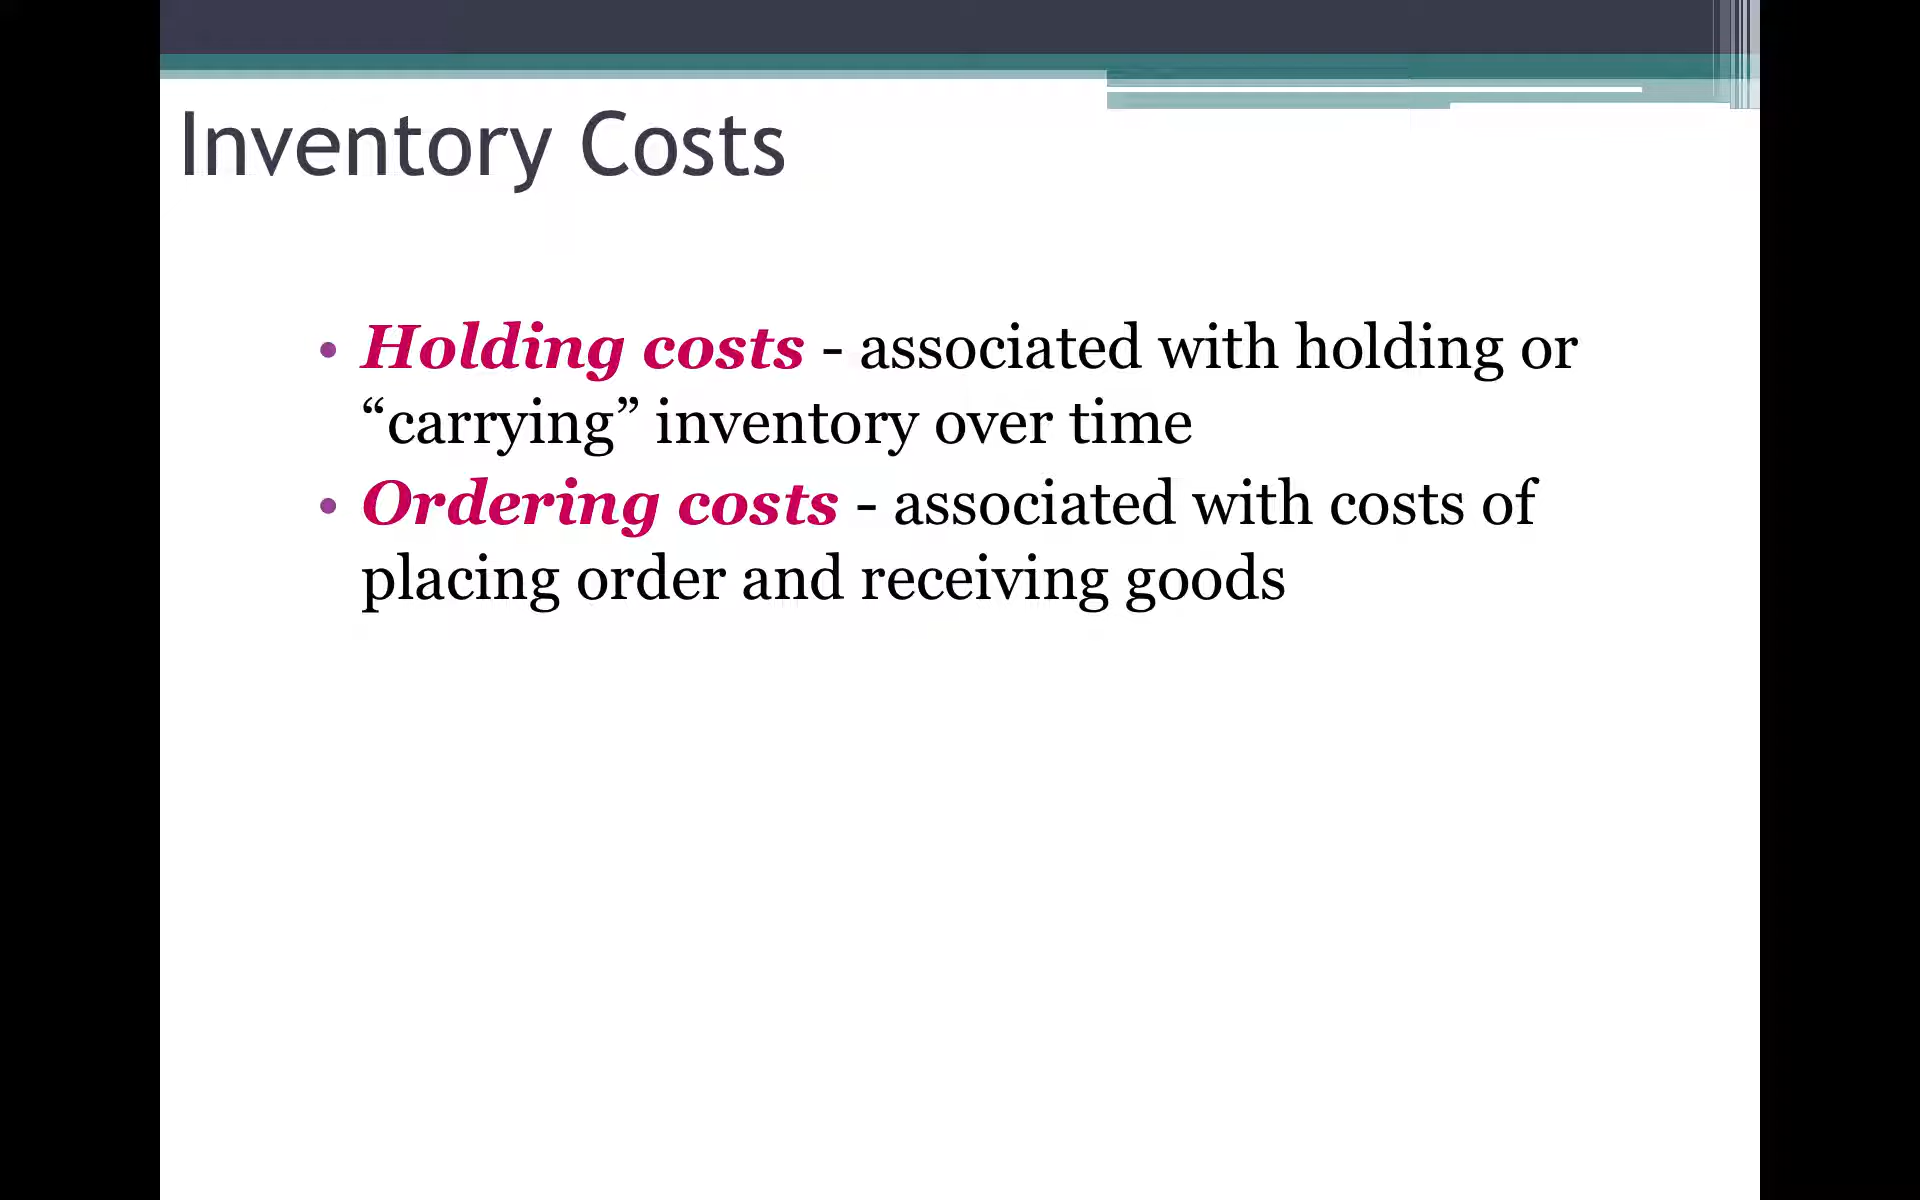 Inventory Costs
• Holding costs - associated with holding or
“carrying” inventory over time
• Ordering costs - associated with costs of
placing order and receiving goods